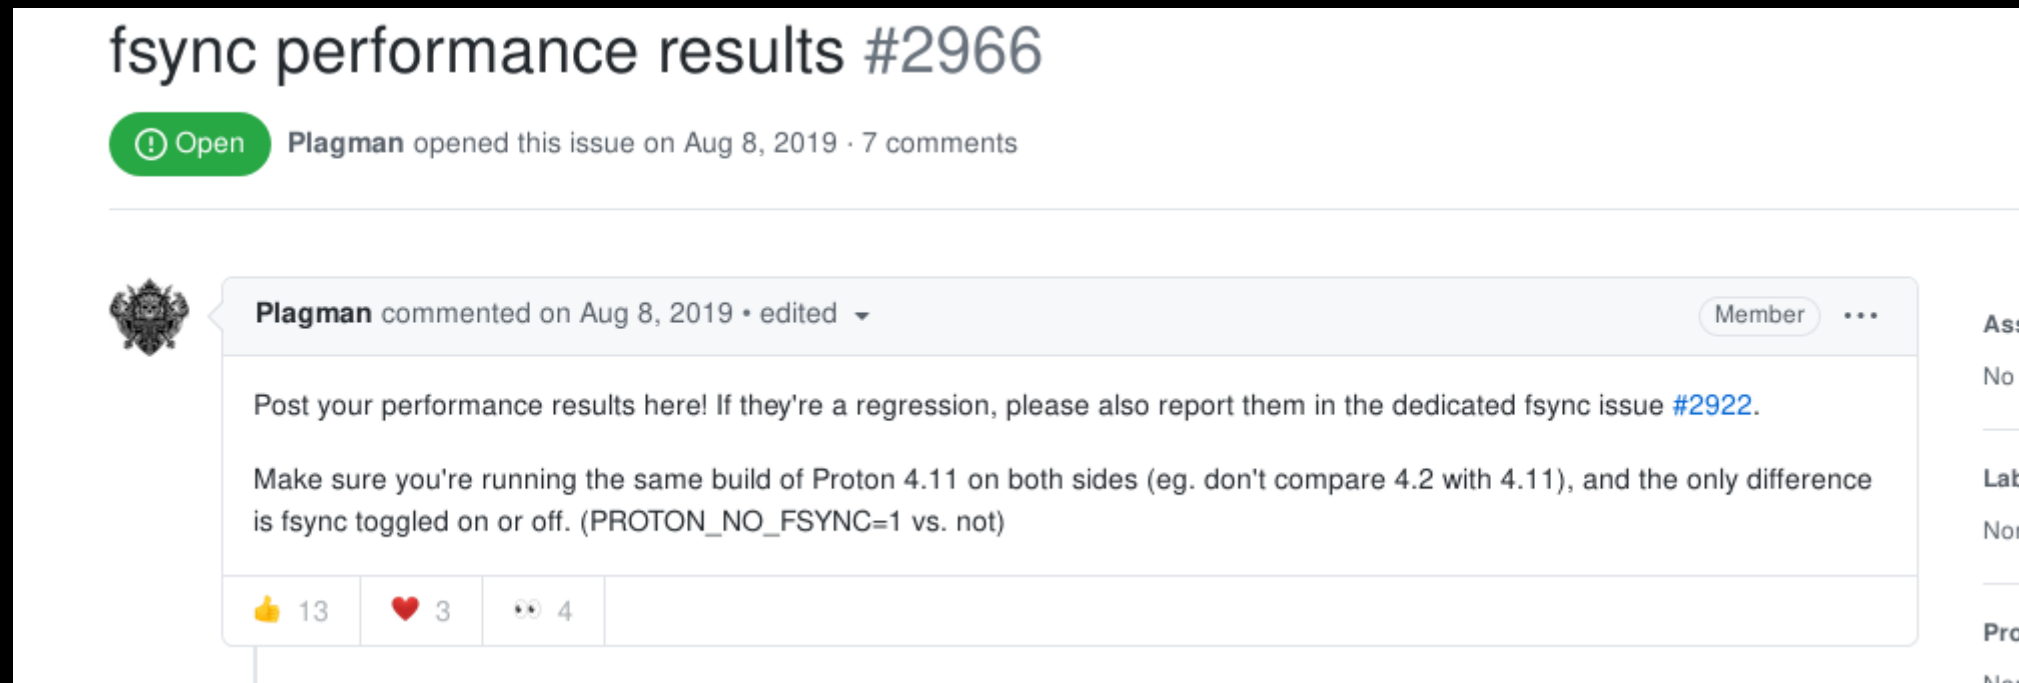 fsync performance results #2966
Open Plagman opened this issue on Aug 8, 2019 · 7 comments
Plagman commented on Aug 8, 2019 • edited
Member
Post your performance results here! If they're a regression, please also report them in the dedicated fsync issue #2922.
Make sure you're running the same build of Proton 4.11 on both sides (eg. don't compare 4.2 with 4.11), and the only difference
is fsync toggled on or off. (PROTON_NO_FSYNC=1 vs. not)
13 3 4
No